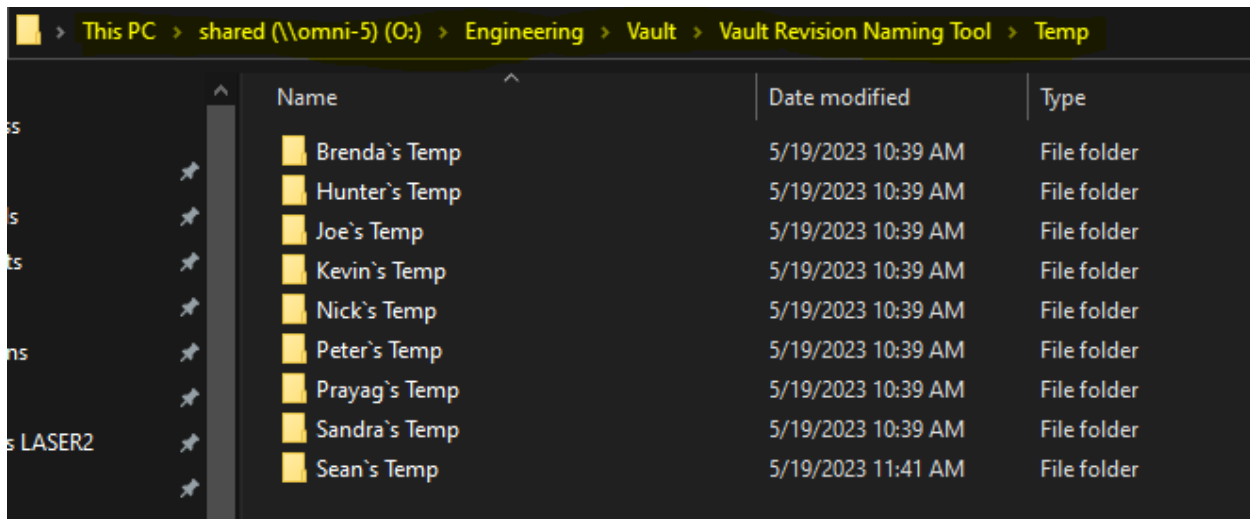 > This PC > shared (\\omni-5) (O:) > Engineering > Vault > Vault Revision Naming Tool > Temp
Name Date modified Type
ss
Brenda`s Temp 5/19/2023 10:39 AM File folder
Hunter`s Temp 5/19/2023 10:39 AM File folder
ls
Joe`s Temp 5/19/2023 10:39 AM File folder
ts
Kevin`s Temp 5/19/2023 10:39 AM File folder
Nick`s Temp 5/19/2023 10:39 AM File folder
ns
Peter`s Temp 5/19/2023 10:39 AM File folder
Prayag`s Temp 5/19/2023 10:39 AM File folder
Sandra`s Temp 5/19/2023 10:39 AM File folder
s LASER2
Sean`s Temp 5/19/2023 11:41 AM File folder